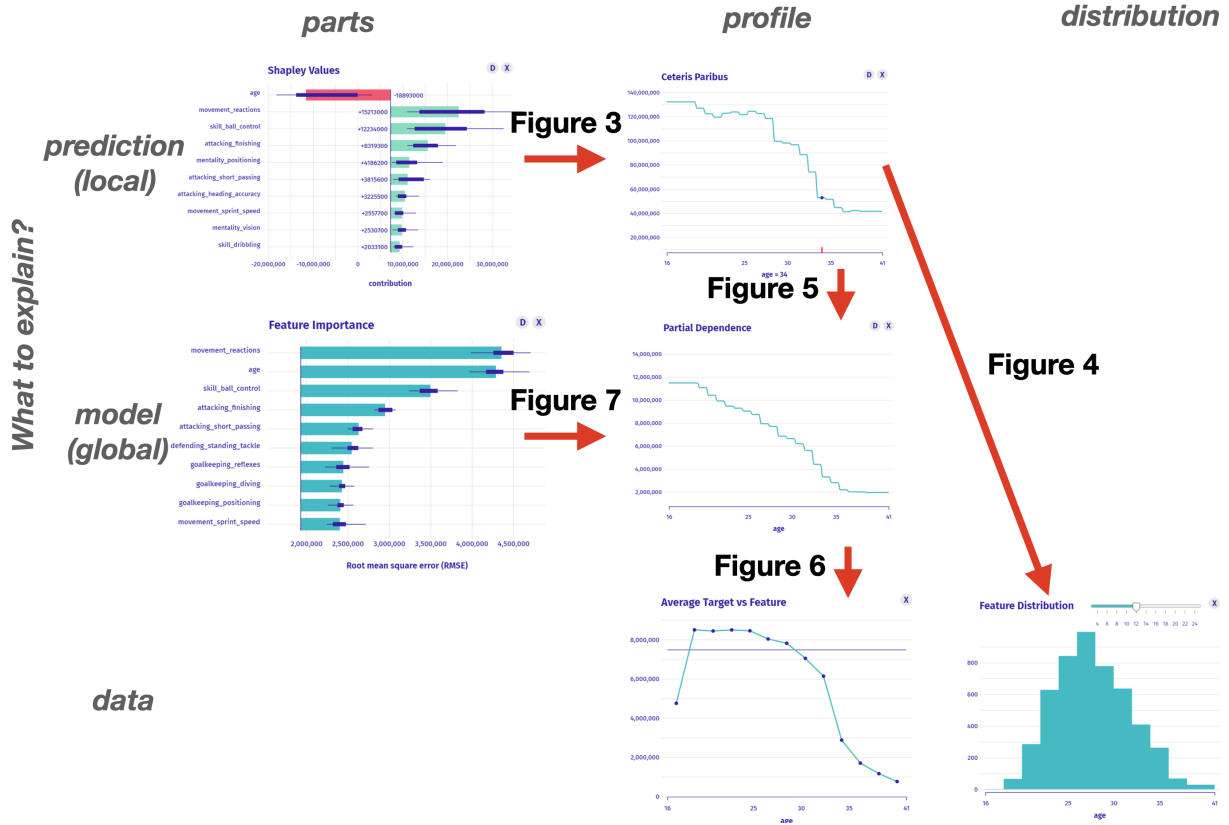 parts
profile
distribution
What to explain?
prediction
(local)
model
(global)
data
Shapley Values
D X
age
movement_reactions
skill_ball_control
attacking_finishing
mentality_positioning
attacking_short_passing
attacking_heading_accuracy
movement_sprint_speed
mentality_vision
skill_dribbling
-18893000
+15213000
+12234000
+8319300
+4186200
+3815600
+3225500
+2557700
+2530700
+2033100
-20,000,000 -10,000,000 0 10,000,000 20,000,000 30,000,000
contribution
Figure 3
Ceteris Paribus
D X
140,000,000
120,000,000
100,000,000
80,000,000
60,000,000
40,000,000
20,000,000
16 25 30 35 41
age = 34
Figure 5
Figure 4
Feature Importance
D X
movement_reactions
age
skill_ball_control
attacking_finishing
attacking_short_passing
defending_standing_tackle
goalkeeping_reflexes
goalkeeping_diving
goalkeeping_positioning
movement_sprint_speed
2,000,000 2,500,000 3,000,000 3,500,000 4,000,000 4,500,000
Root mean square error (RMSE)
Figure 7
Partial Dependence
D X
14,000,000
12,000,000
10,000,000
8,000,000
6,000,000
4,000,000
2,000,000
16 25 30 35 41
age
Figure 6
Average Target vs Feature
X
8,000,000
6,000,000
4,000,000
2,000,000
0
16 25 30 35 41
age
Feature Distribution
X
4 6 8 10 12 14 16 18 20 22 24
800
600
400
200
0
16 25 30 35 41
age